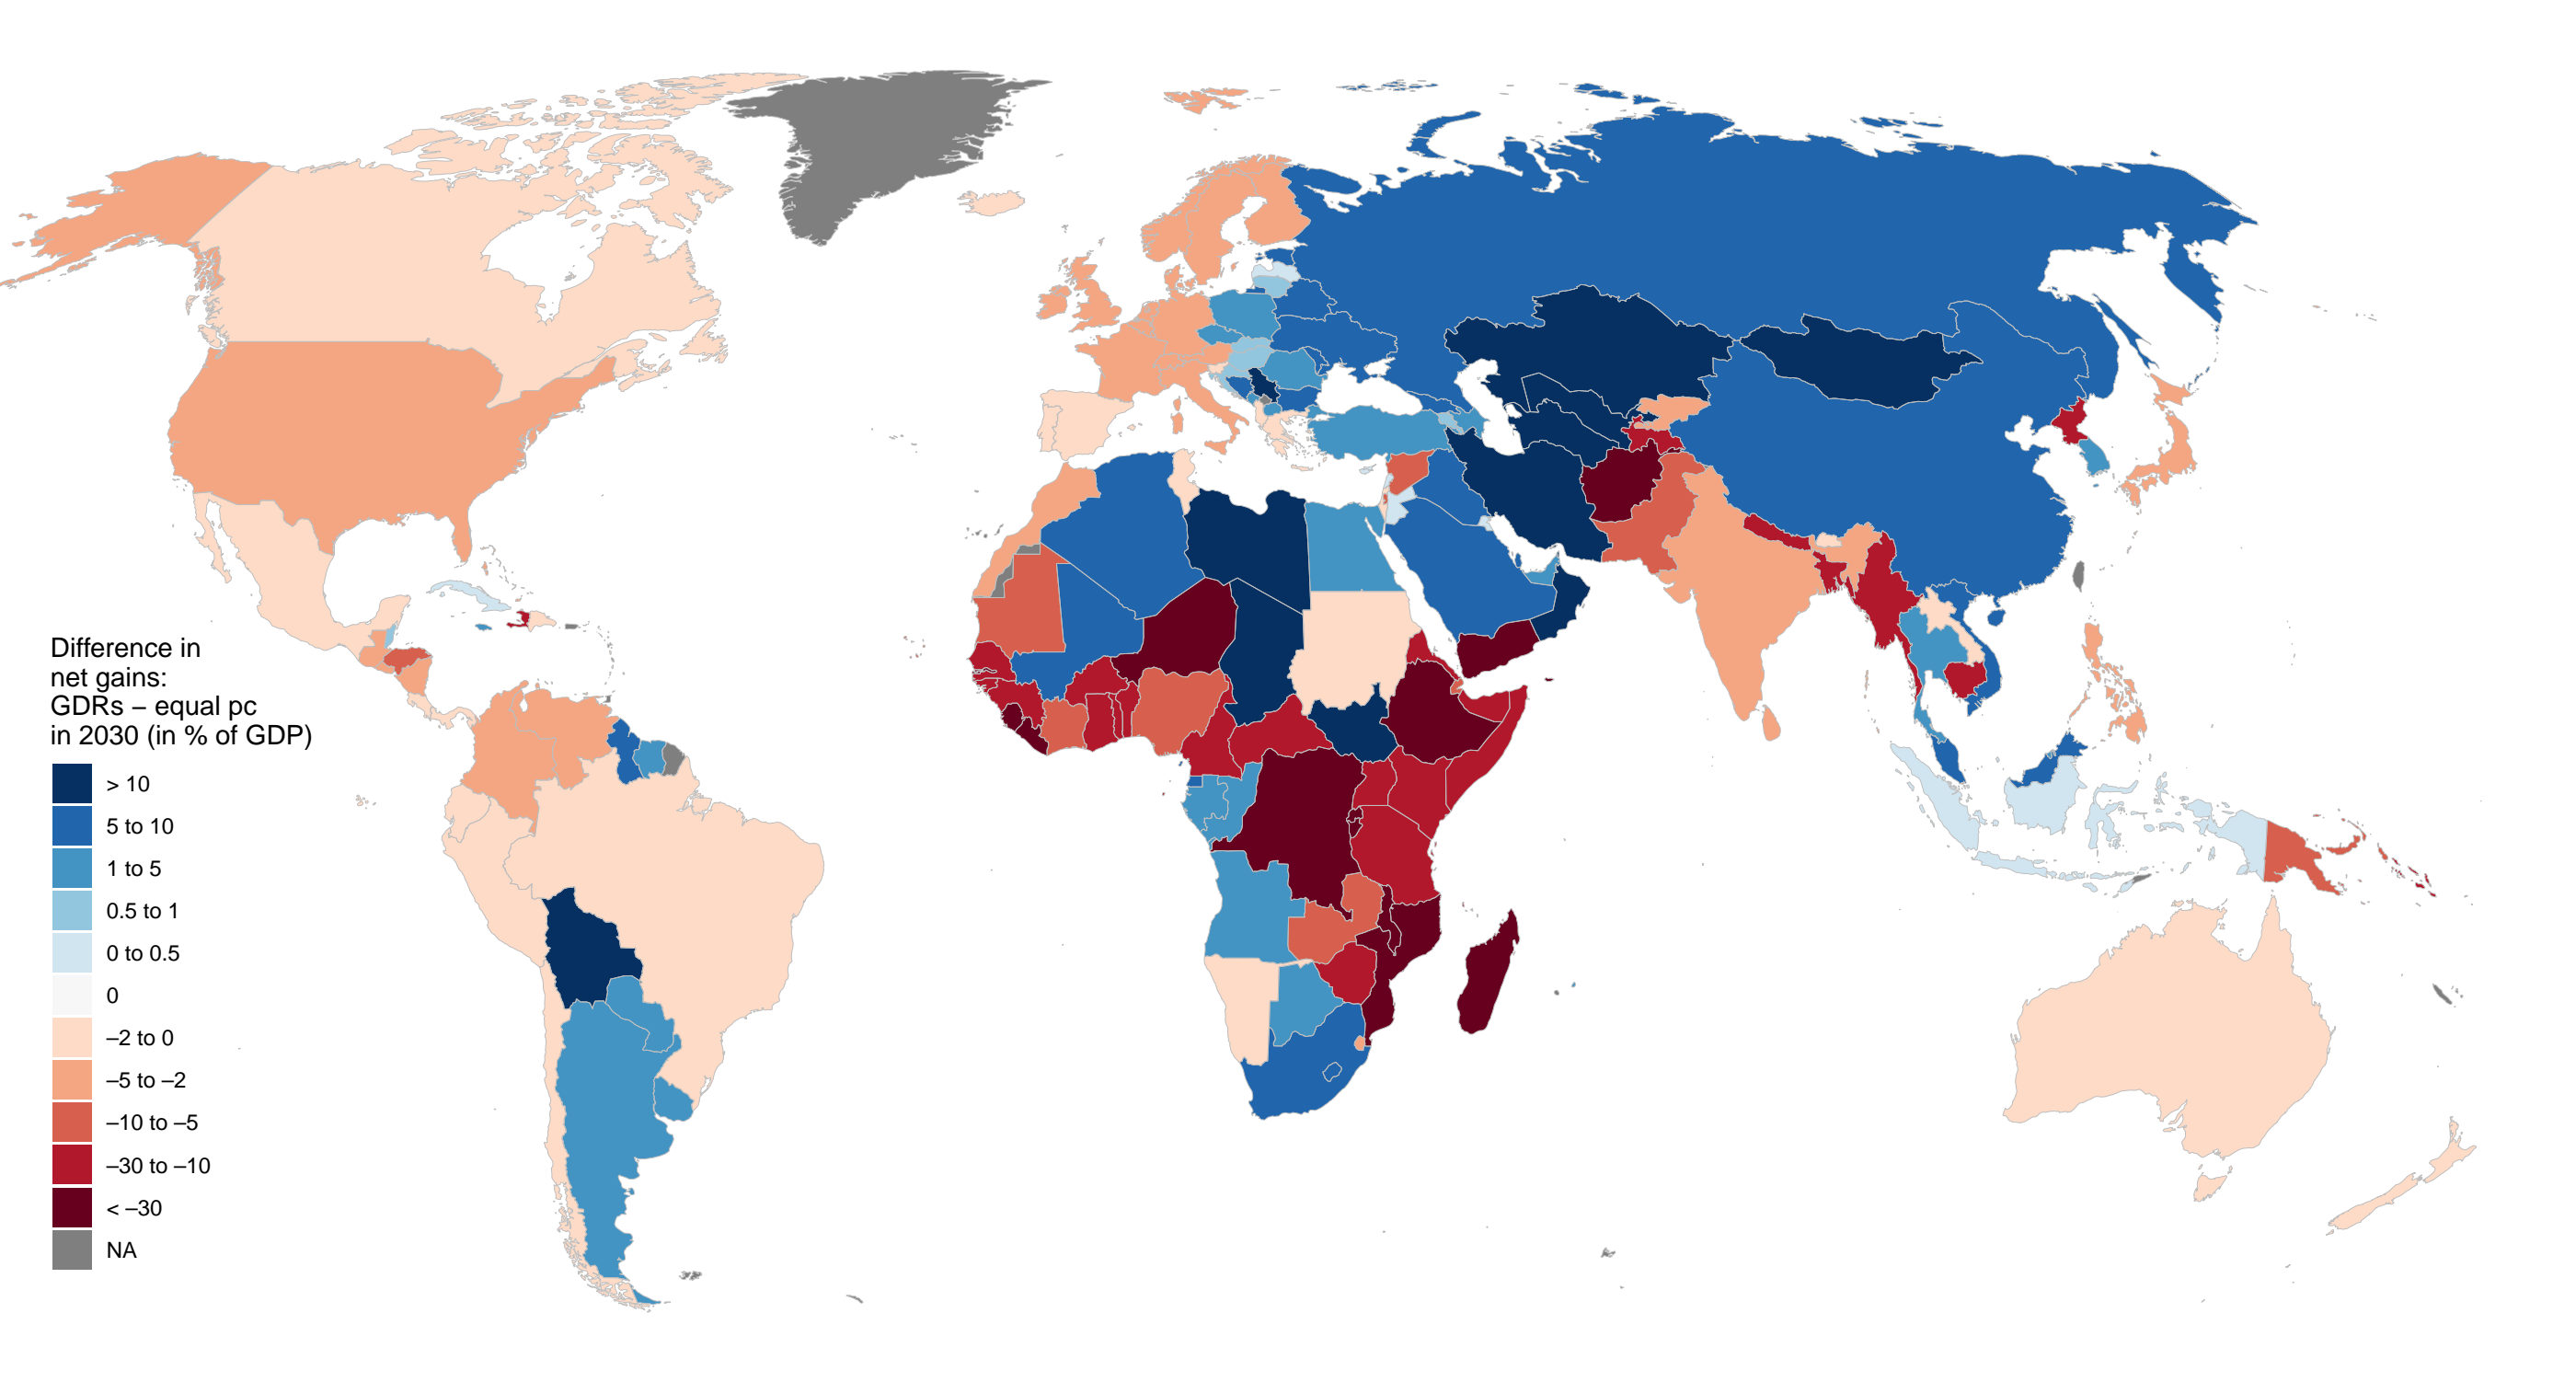 Difference in
net gains:
GDRs – equal pc
in 2030 (in % of GDP)
> 10
5 to 10
1 to 5
0.5 to 1
0 to 0.5
0
–2 to 0
–5 to –2
–10 to –5
–30 to –10
< –30
NA